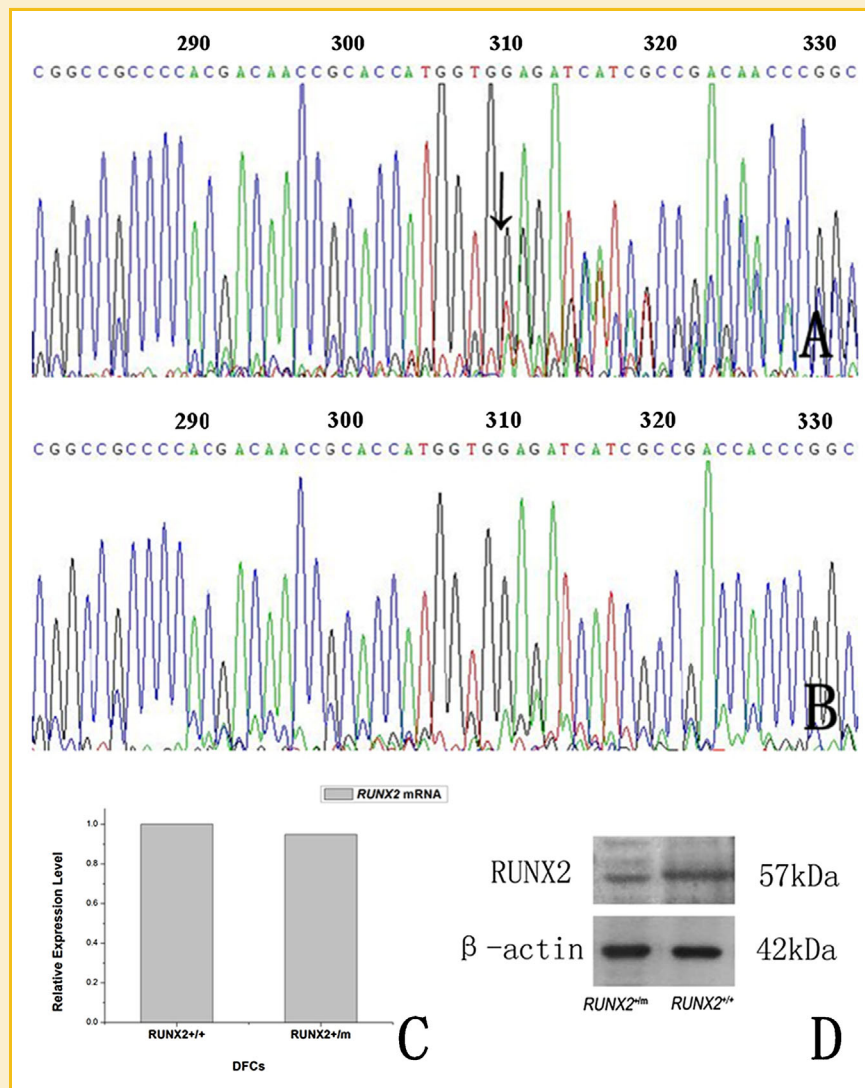 290 300 310 320 330
CGGCCGCCCCACGACAACCGCACCATGGTGGAGATCATCGCCGACAACCCGGC
A
290 300 310 320 330
CGGCCGCCCCACGACAACCGCACCATGGTGGAGATCATCGCCGACCACCCGGC
B
RUNX2 mRNA
Relative Expression Level
1.0
0.8
0.6
0.4
0.2
0.0
RUNX2+/+ RUNX2+/m
DFCs
C
RUNX2 57kDa
β-actin 42kDa
RUNX2+/m RUNX2+/+
D